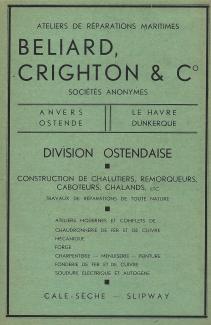 ATELIERS DE RÉPARATIONS MARITIMES
BELIARD,
CRIGHTON & Cº
SOCIÉTÉS ANONYMES
ANVERS
OSTENDE
LE HAVRE
DUNKERQUE
DIVISION OSTENDAISE
CONSTRUCTION DE CHALUTIERS, REMORQUEURS,
CABOTEURS, CHALANDS, ETC.
TRAVAUX DE RÉPARATIONS DE TOUTE NATURE
ATELIERS MODERNES ET COMPLETS DE
CHAUDRONNERIE DE FER ET DE CUIVRE
MÉCANIQUE
FORGE
CHARPENTERIE — MENUISERIE — PEINTURE
FONDERIE DE FER ET DE CUIVRE
SOUDURE ÉLECTRIQUE ET AUTOGÈNE
CALE-SÈCHE — SLIPWAY